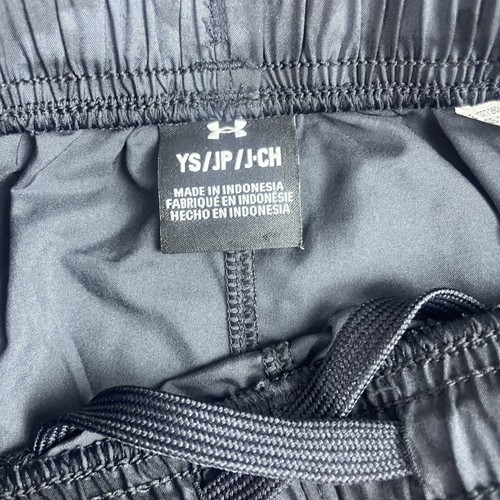 YS/JP/J·CH
MADE IN INDONESIA
FABRIQUÉ EN INDONÉSIE
HECHO EN INDONESIA